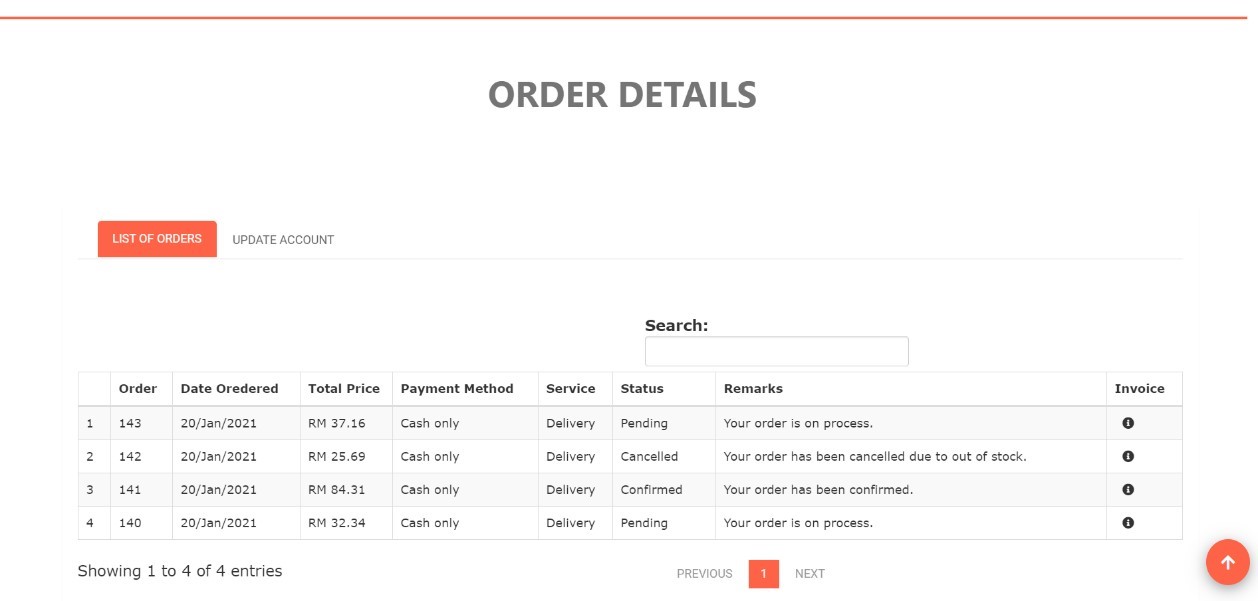 ORDER DETAILS
LIST OF ORDERS UPDATE ACCOUNT
Search:
Order Date Oredered Total Price Payment Method Service Status Remarks Invoice
1 143 20/Jan/2021 RM 37.16 Cash only Delivery Pending Your order is on process.
2 142 20/Jan/2021 RM 25.69 Cash only Delivery Cancelled Your order has been cancelled due to out of stock.
3 141 20/Jan/2021 RM 84.31 Cash only Delivery Confirmed Your order has been confirmed.
4 140 20/Jan/2021 RM 32.34 Cash only Delivery Pending Your order is on process.
Showing 1 to 4 of 4 entries PREVIOUS 1 NEXT